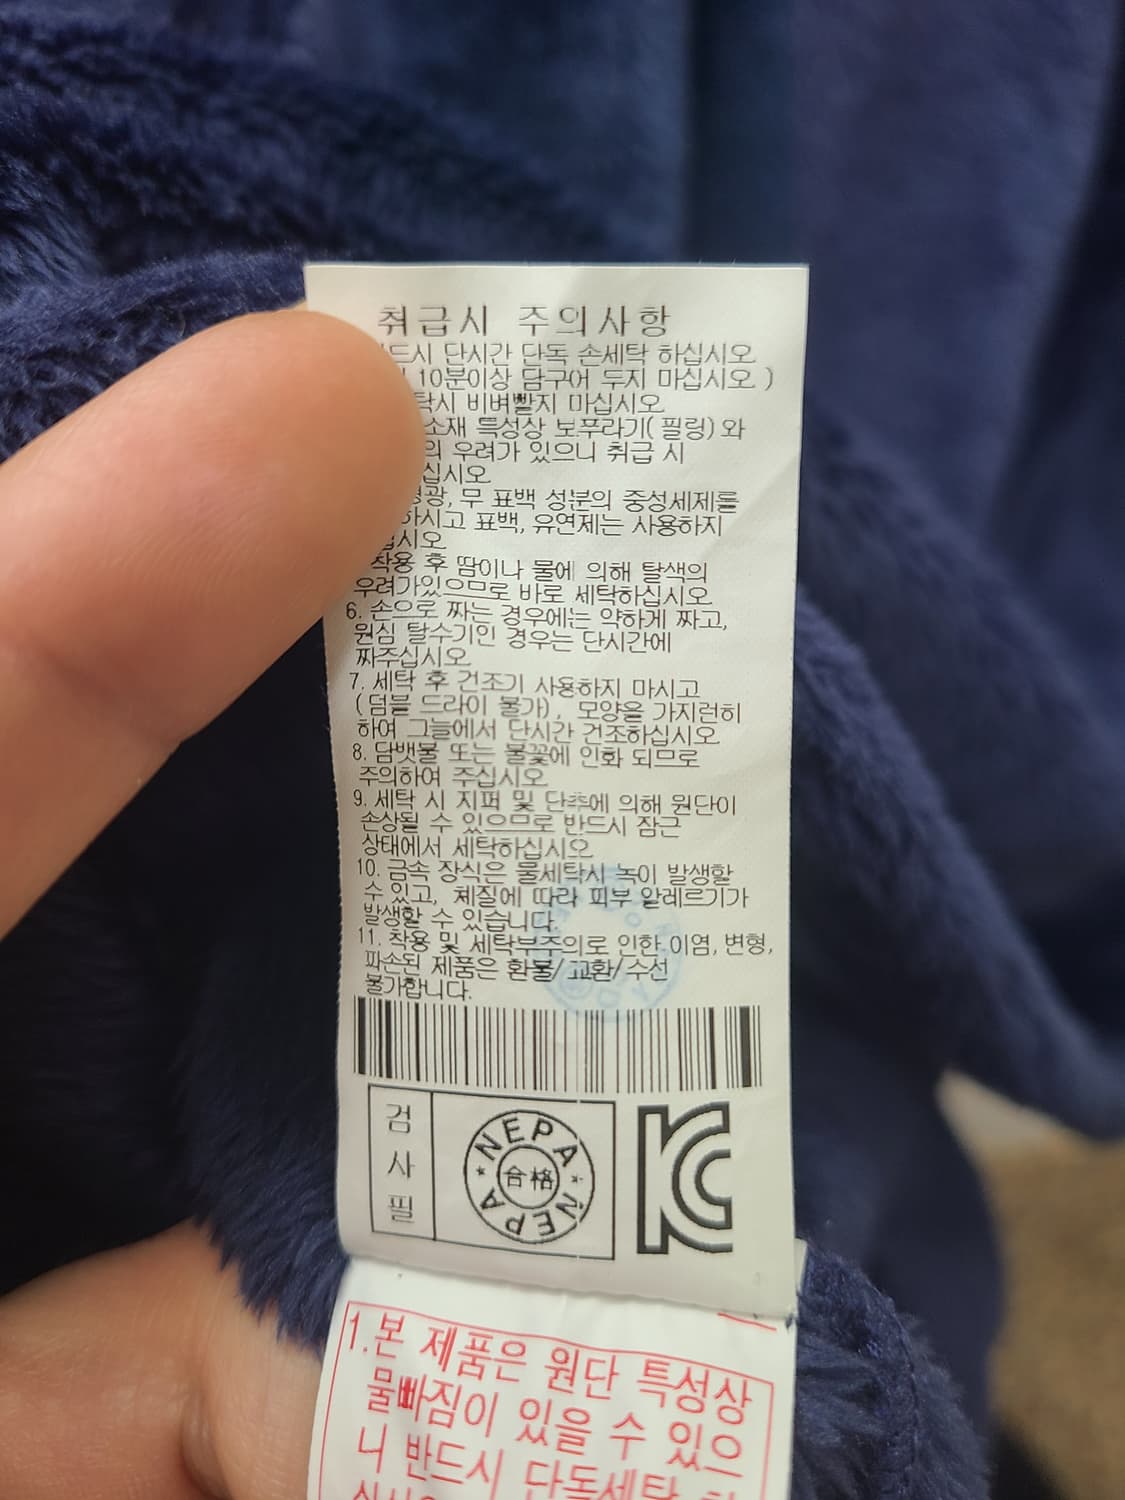 취급시 주의사항
드시 단시간 단독 손세탁 하십시오
10분이상 담구어 두지 마십시오.)
탁시 비벼빨지 마십시오
소재 특성상 보푸라기(필링)와
의 우려가 있으니 취급 시
십시오
형광, 무 표백 성분의 중성세제를
하시고 표백, 유연제는 사용하지
십시오
착용 후 땀이나 물에 의해 탈색의
우려가있으므로 바로 세탁하십시오
6. 손으로 짜는 경우에는 약하게 짜고,
원심 탈수기인 경우는 단시간에
짜주십시오
7. 세탁 후 건조기 사용하지 마시고
(덤블 드라이 불가), 모양을 가지런히
하여 그늘에서 단시간 건조하십시오
8. 담뱃불 또는 불꽃에 인화 되므로
주의하여 주십시오
9. 세탁 시 지퍼 및 단추에 의해 원단이
손상될 수 있으므로 반드시 잠근
상태에서 세탁하십시오
10. 금속 장식은 물세탁시 녹이 발생할
수 있고, 체질에 따라 피부 알레르기가
발생할 수 있습니다.
11. 착용 및 세탁부주의로 인한 이염, 변형,
파손된 제품은 환불/교환/수선
불가합니다.
검사필
NEPA
合格
NEPA
KC
1.본 제품은 원단 특성상
물빠짐이 있을 수 있으
니 반드시 단독세탁